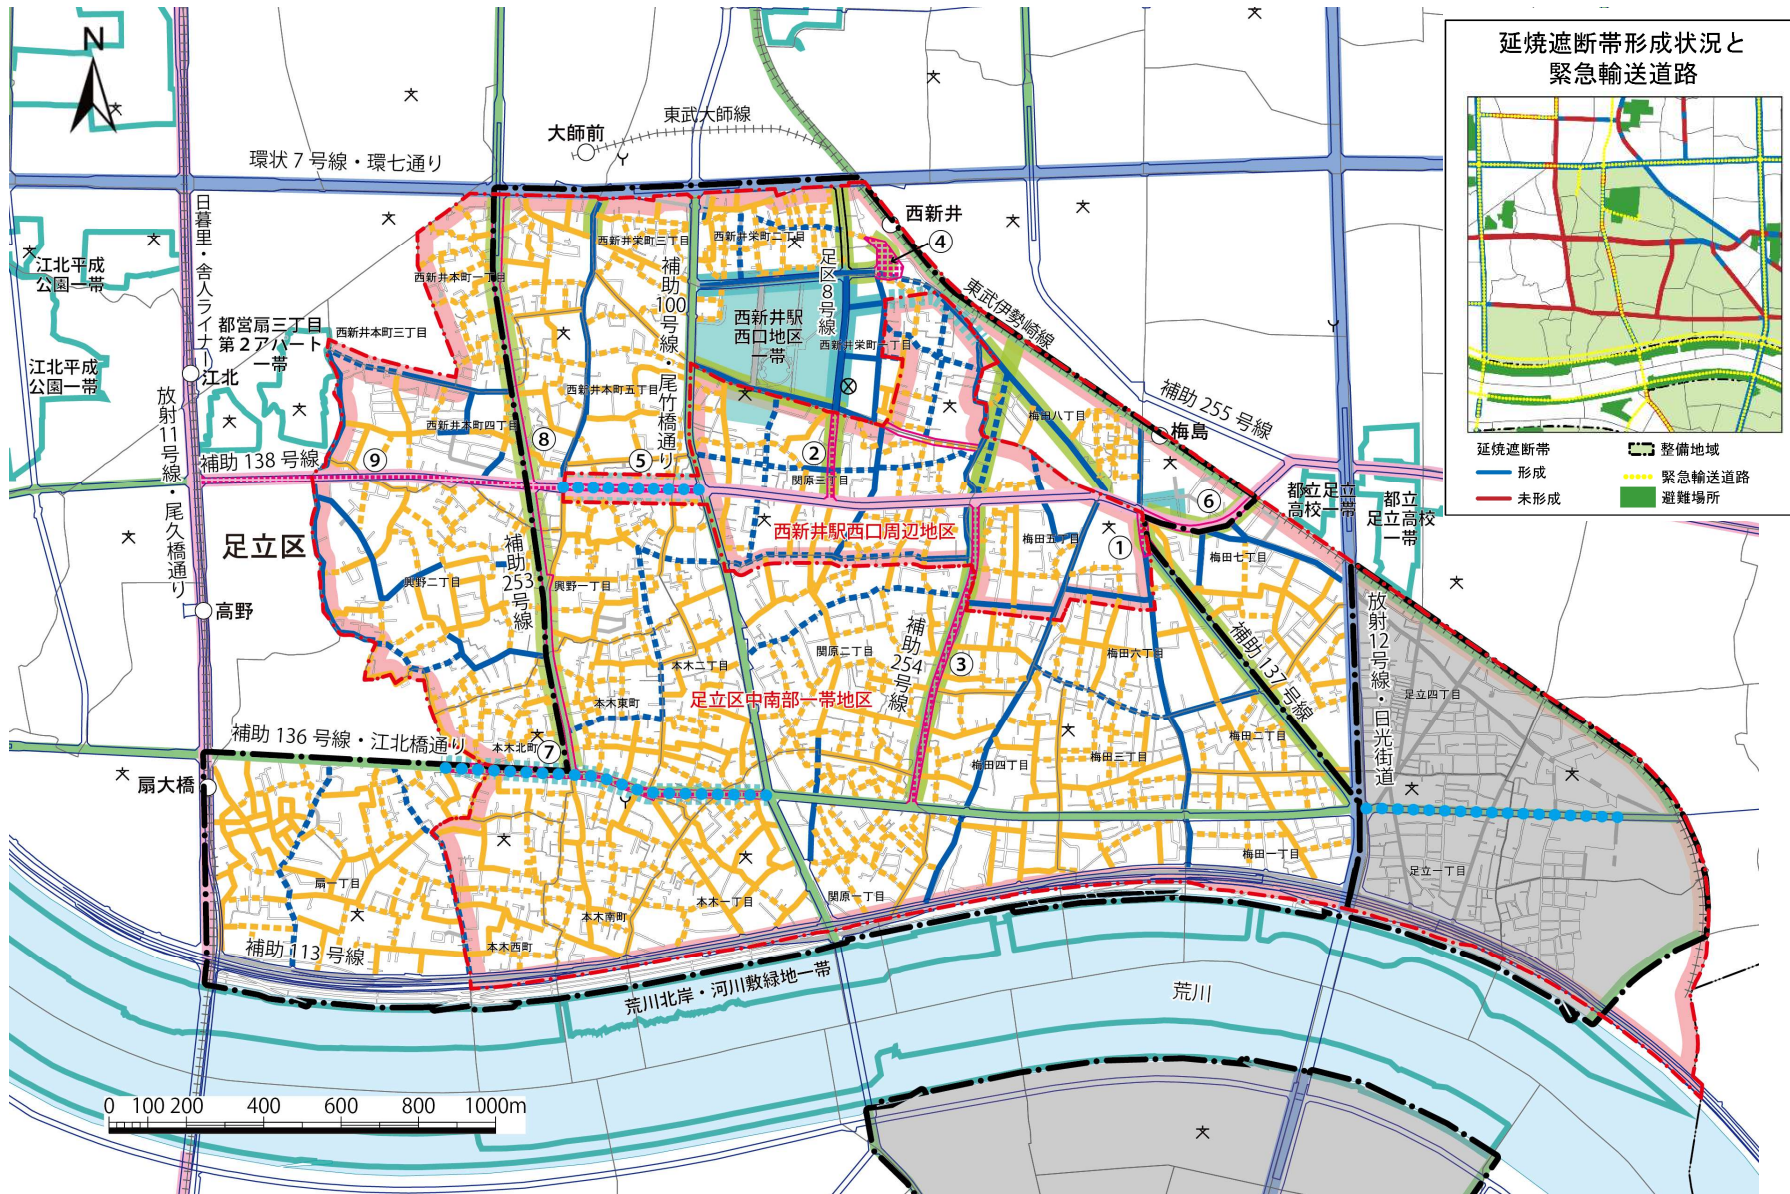 延焼遮断帯形成状況と
緊急輸送道路
延焼遮断帯
形成
未形成
整備地域
緊急輸送道路
避難場所
N
大師前
東武大師線
環状7号線・環七通り
日暮里・舎人ライナー
西新井
④
西新井栄町三丁目
西新井栄町二丁目
西新井本町一丁目
足区8号線
補助100号線・尾竹橋通り
江北平成
公園一帯
都営扇三丁目
第2アパート
一帯
西新井本町三丁目
西新井駅
西口地区
一帯
東武伊勢崎線
西新井栄町一丁目
江北平成
公園一帯
江北
放射11号線・尾久橋通り
西新井本町五丁目
西新井本町四丁目
梅田八丁目
補助255号線
梅島
⑧
②
⑤
⑨
補助138号線
関原三丁目
⑥
都立足立
高校一帯
都立
足立高校
一帯
足立区
西新井駅西口周辺地区
梅田五丁目
①
梅田七丁目
補助253号線
興野二丁目
興野一丁目
高野
放射12号線・日光街道
補助254号線
関原二丁目
③
梅田六丁目
補助137号線
本木二丁目
足立区中南部一帯地区
足立四丁目
本木東町
補助136号線・江北橋通り
本木北町
⑦
梅田二丁目
梅田三丁目
梅田四丁目
扇大橋
梅田一丁目
足立一丁目
扇一丁目
関原一丁目
本木一丁目
本木南町
本木西町
補助113号線
荒川北岸・河川敷緑地一帯
荒川
0 100 200 400 600 800 1000m